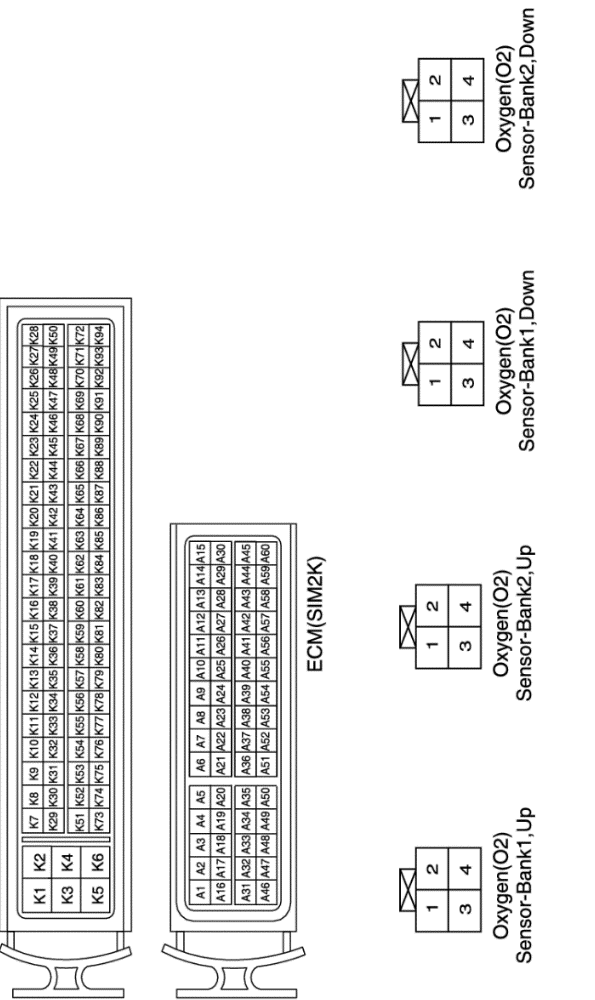 K1 K2
K3 K4
K5 K6
K7 K8 K9 K10 K11 K12 K13 K14 K15 K16 K17 K18 K19 K20 K21 K22 K23 K24 K25 K26 K27 K28
K29 K30 K31 K32 K33 K34 K35 K36 K37 K38 K39 K40 K41 K42 K43 K44 K45 K46 K47 K48 K49 K50
K51 K52 K53 K54 K55 K56 K57 K58 K59 K60 K61 K62 K63 K64 K65 K66 K67 K68 K69 K70 K71 K72
K73 K74 K75 K76 K77 K78 K79 K80 K81 K82 K83 K84 K85 K86 K87 K88 K89 K90 K91 K92 K93 K94
A1 A2 A3 A4 A5 A6 A7 A8 A9 A10 A11 A12 A13 A14 A15
A16 A17 A18 A19 A20 A21 A22 A23 A24 A25 A26 A27 A28 A29 A30
A31 A32 A33 A34 A35 A36 A37 A38 A39 A40 A41 A42 A43 A44 A45
A46 A47 A48 A49 A50 A51 A52 A53 A54 A55 A56 A57 A58 A59 A60
ECM(SIM2K)
1 2
3 4
Oxygen(O2)
Sensor-Bank1,Up
1 2
3 4
Oxygen(O2)
Sensor-Bank2,Up
1 2
3 4
Oxygen(O2)
Sensor-Bank1,Down
1 2
3 4
Oxygen(O2)
Sensor-Bank2,Down